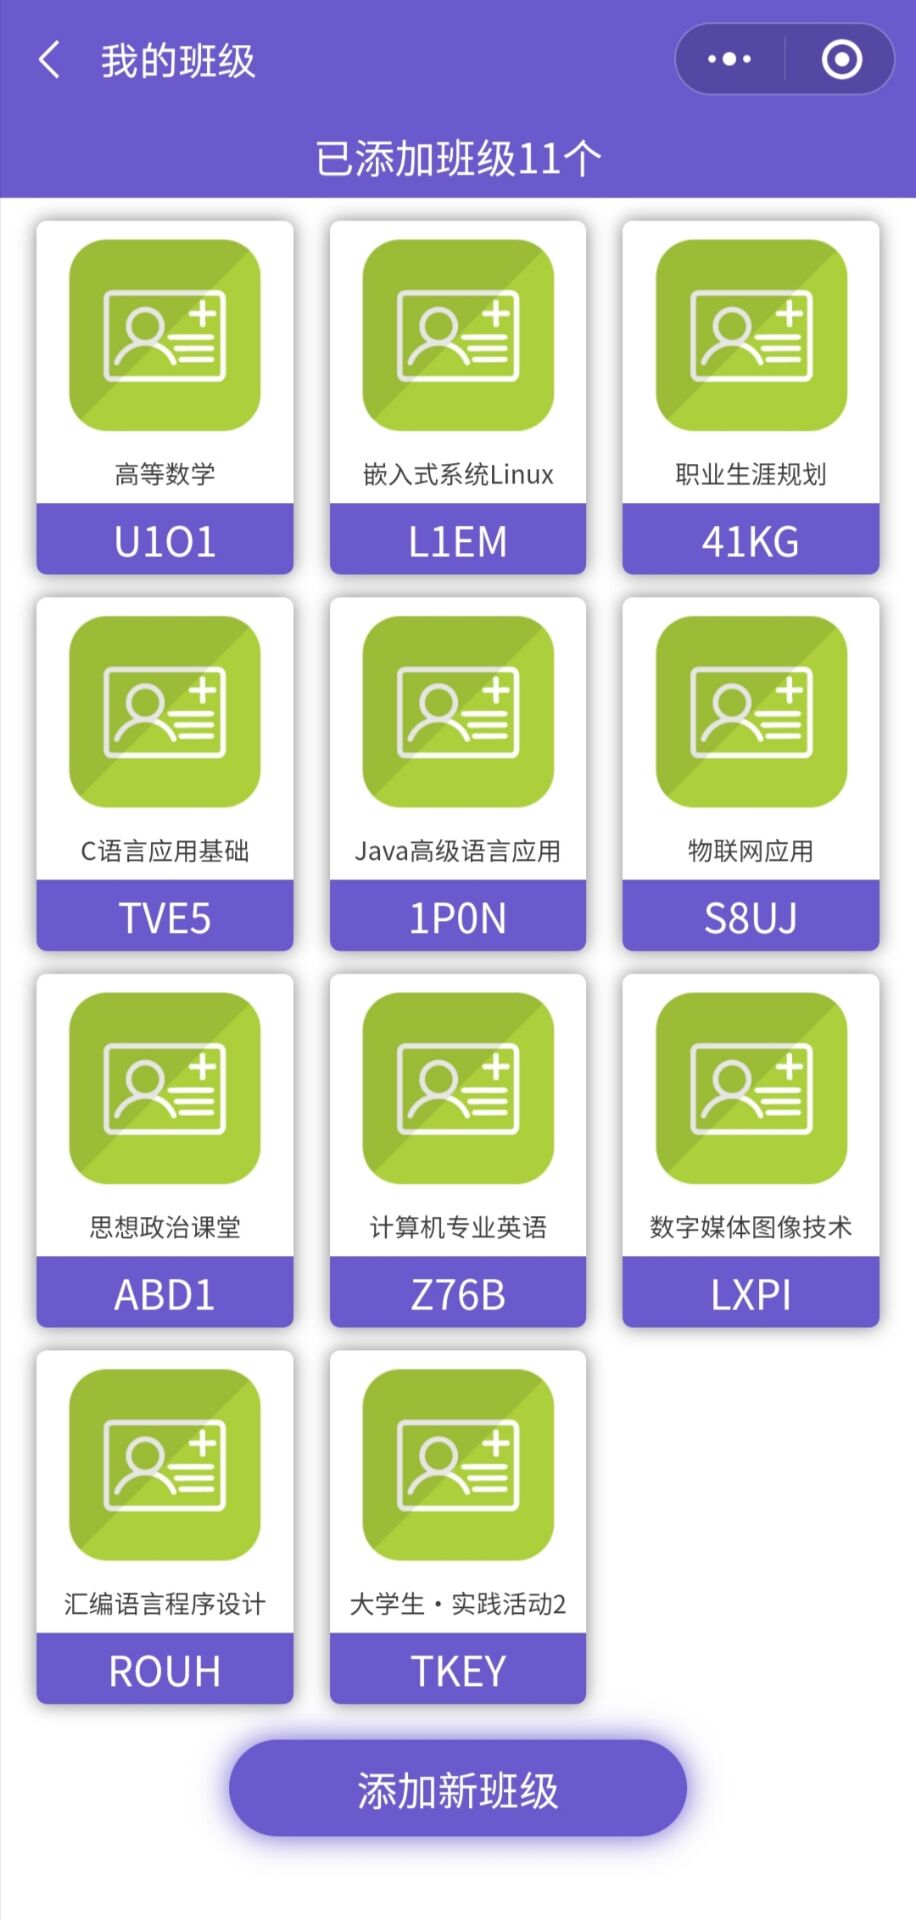 我的班级
已添加班级11个
高等数学
嵌入式系统Linux
职业生涯规划
U1O1
L1EM
41KG
C语言应用基础
Java高级语言应用
物联网应用
TVE5
1P0N
S8UJ
思想政治课堂
计算机专业英语
数字媒体图像技术
ABD1
Z76B
LXPI
汇编语言程序设计
大学生·实践活动2
ROUH
TKEY
添加新班级